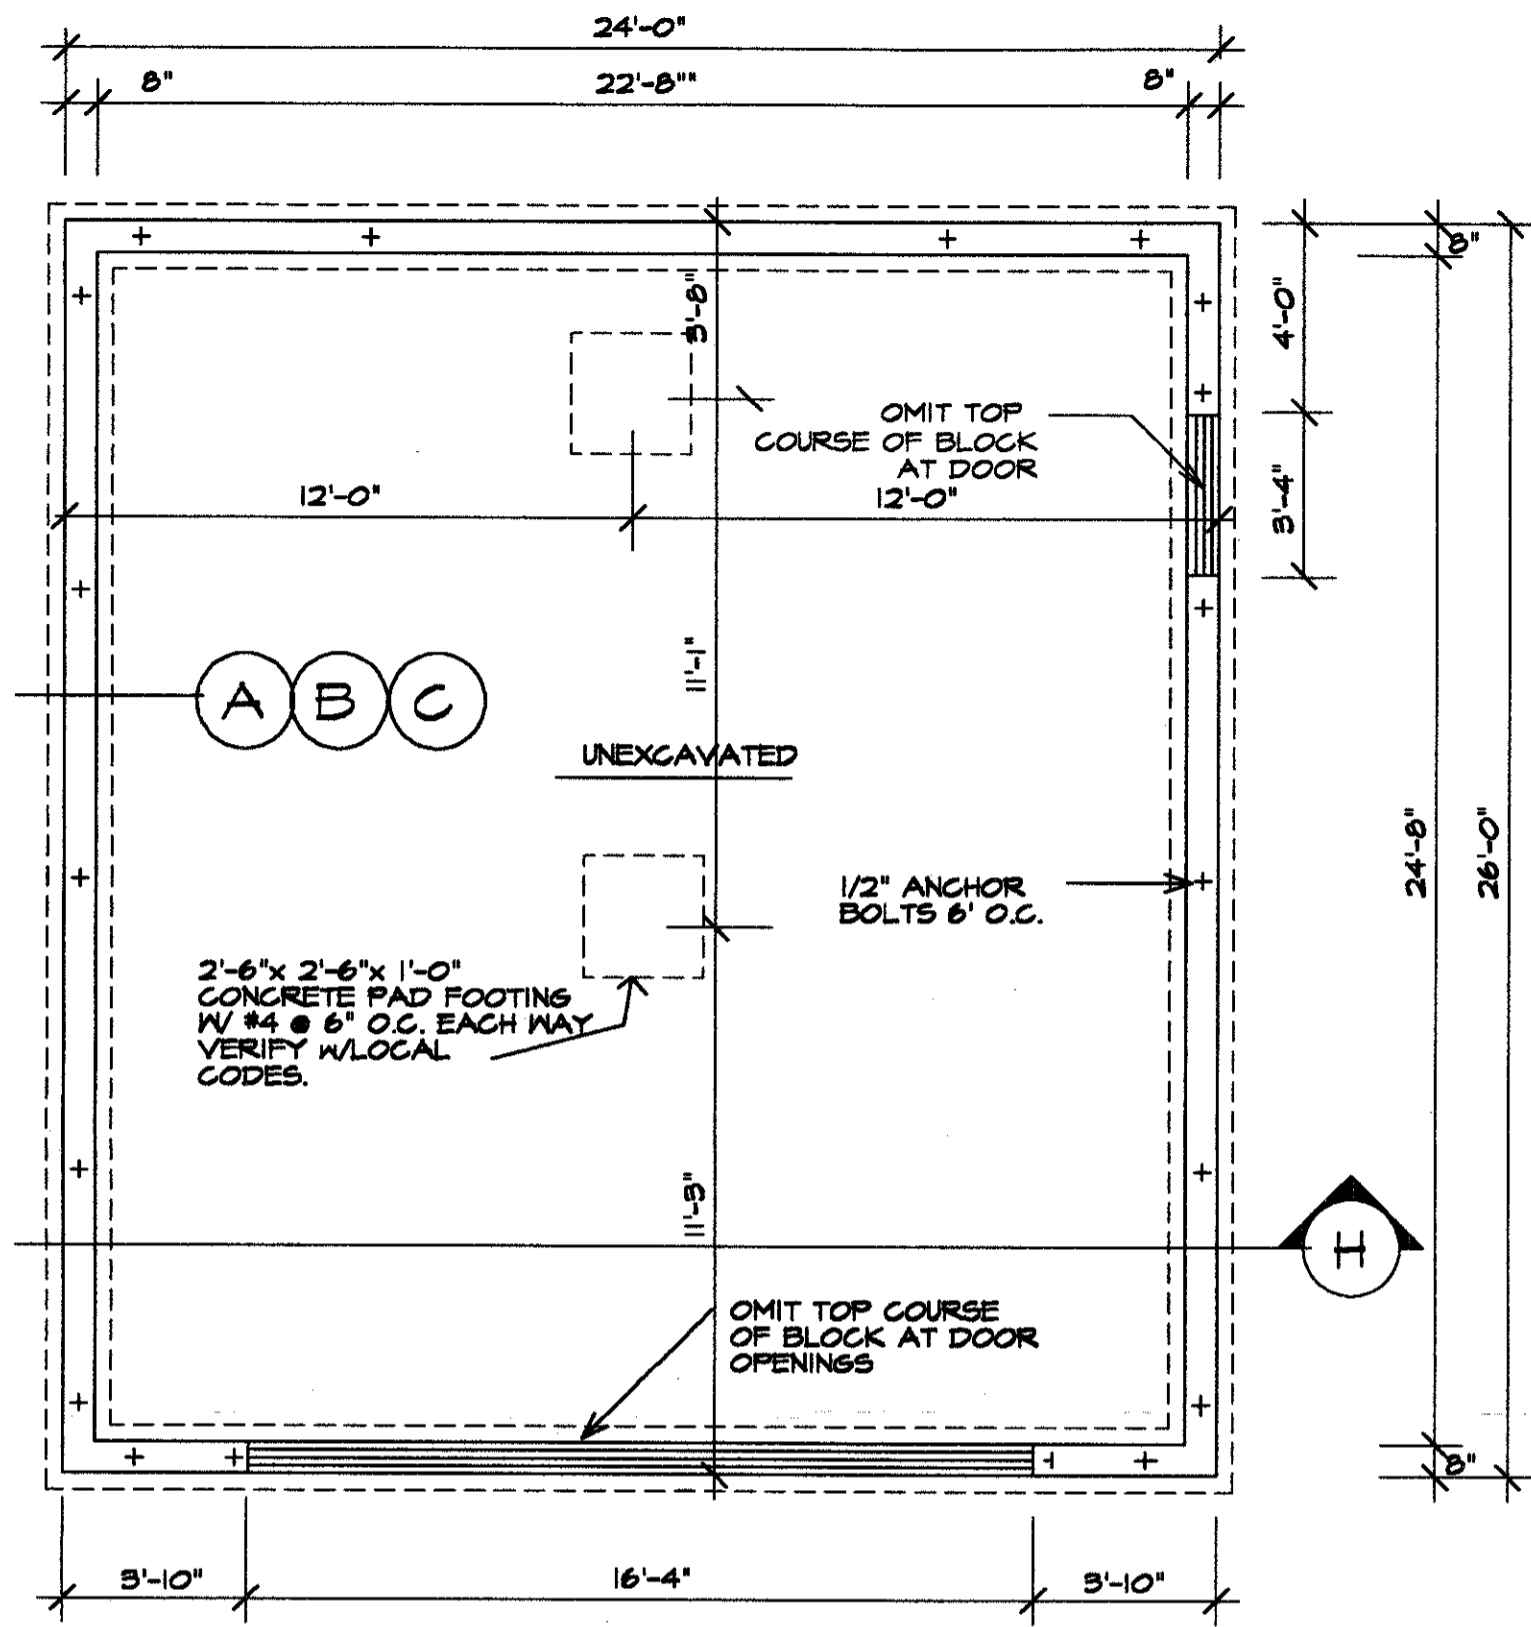 24'-0"
8"
22'-8""
8"
8"
3'-8"
4'-0"
OMIT TOP
COURSE OF BLOCK
AT DOOR
12'-0"
12'-0"
3'-4"
11'-1"
A B C
UNEXCAVATED
24'-8"
26'-0"
1/2" ANCHOR
BOLTS 6' O.C.
2'-6"x 2'-6"x 1'-0"
CONCRETE PAD FOOTING
W/ #4 @ 6" O.C. EACH WAY
VERIFY W/LOCAL
CODES.
11'-3"
H
OMIT TOP COURSE
OF BLOCK AT DOOR
OPENINGS
8"
3'-10"
16'-4"
3'-10"